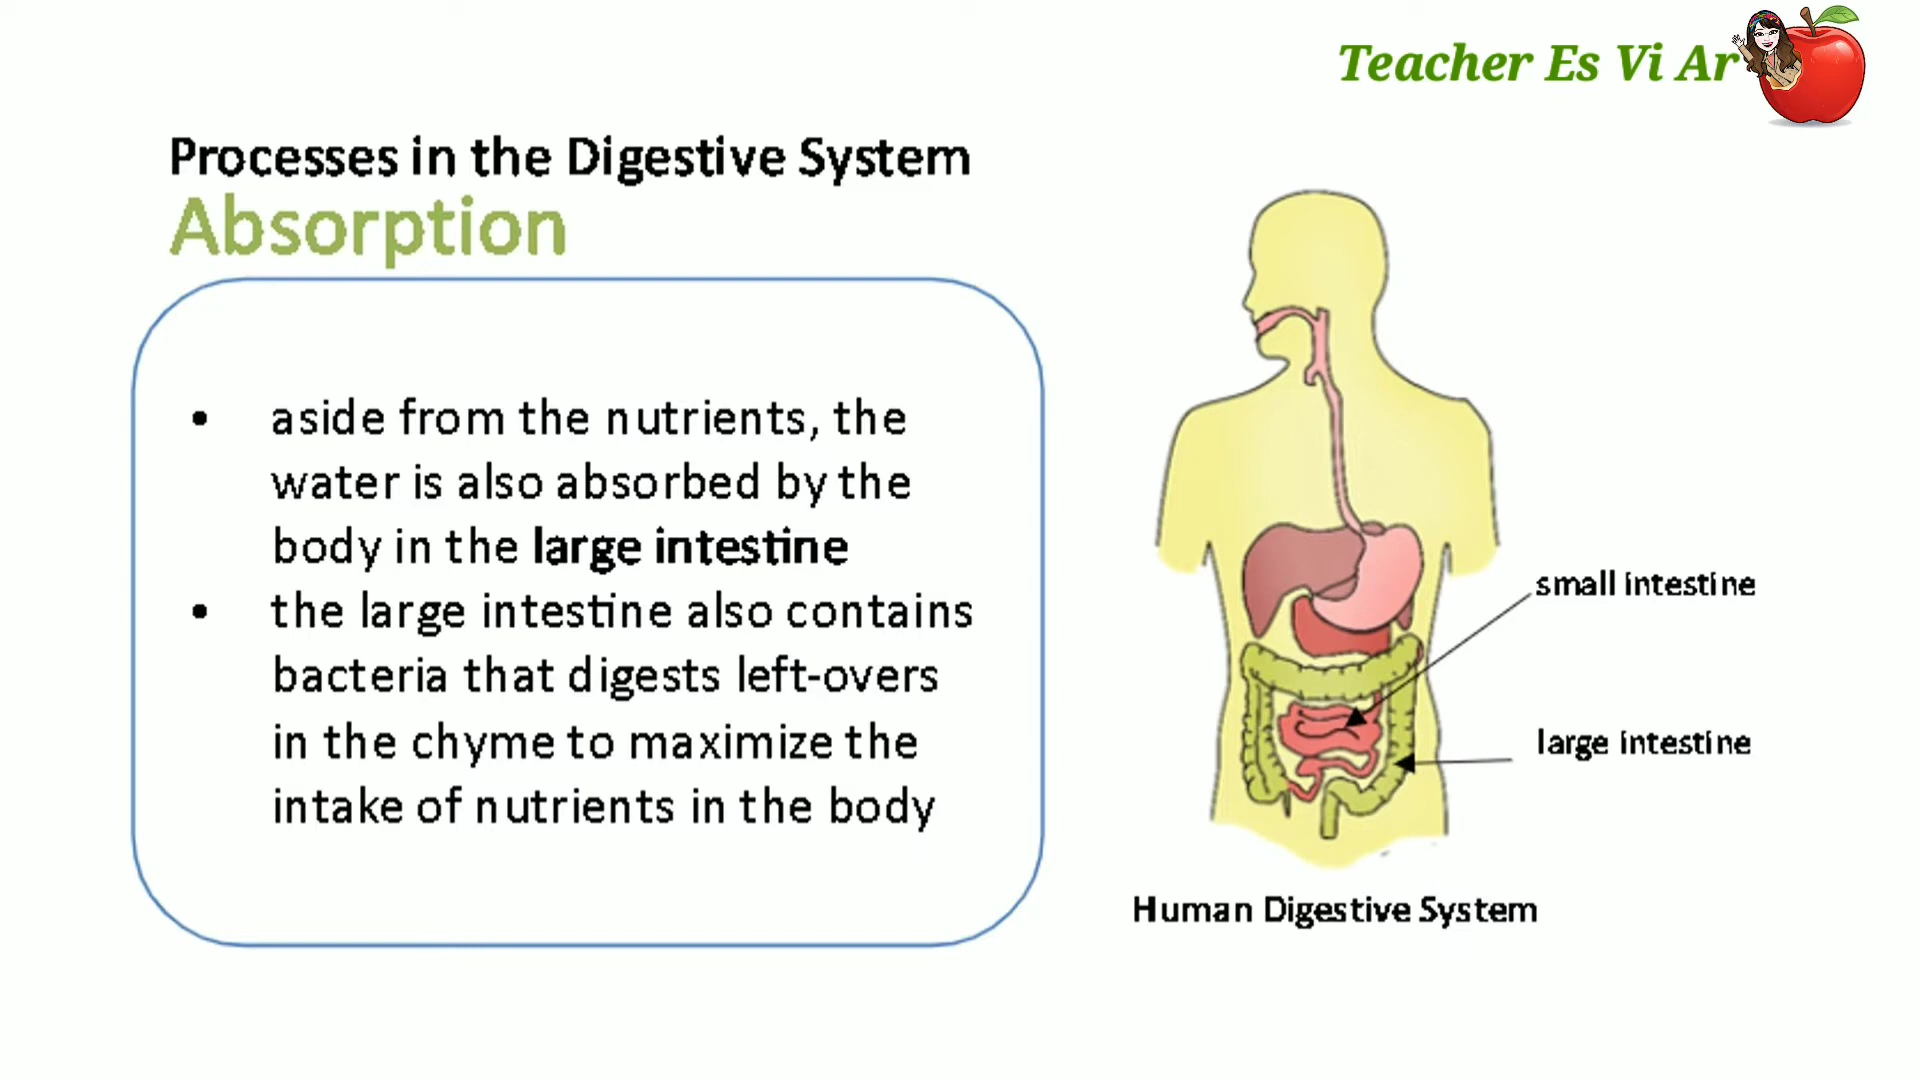 Teacher Es Vi Ar
Processes in the Digestive System
Absorption
• aside from the nutrients, the
water is also absorbed by the
body in the large intestine
• the large intestine also contains
bacteria that digests left-overs
in the chyme to maximize the
intake of nutrients in the body
small intestine
large intestine
Human Digestive System